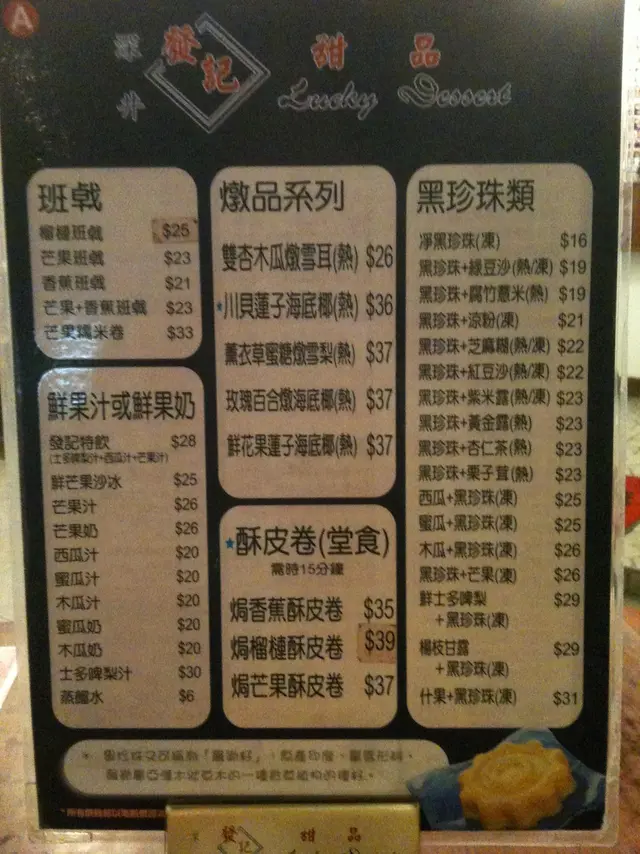 A
深井
發記
甜品
Lucky Dessert
班戟
榴槤班戟 $25
芒果班戟 $23
香蕉班戟 $21
芒果+香蕉班戟 $23
芒果糯米卷 $33
鮮果汁或鮮果奶
發記特飲 $28
(士多啤梨汁+西瓜汁+芒果汁)
鮮芒果沙冰 $25
芒果汁 $26
芒果奶 $26
西瓜汁 $20
蜜瓜汁 $20
木瓜汁 $20
蜜瓜奶 $20
木瓜奶 $20
士多啤梨汁 $30
蒸餾水 $6
燉品系列
雙杏木瓜燉雪耳(熱) $26
川貝蓮子海底椰(熱) $36
薰衣草蜜糖燉雪梨(熱) $37
玫瑰百合燉海底椰(熱) $37
鮮花果蓮子海底椰(熱) $37
酥皮卷(堂食)
需時15分鐘
焗香蕉酥皮卷 $35
焗榴槤酥皮卷 $39
焗芒果酥皮卷 $37
黑珍珠類
淨黑珍珠(凍) $16
黑珍珠+綠豆沙(熱/凍) $19
黑珍珠+腐竹薏米(熱) $19
黑珍珠+涼粉(凍) $21
黑珍珠+芝麻糊(熱/凍) $22
黑珍珠+紅豆沙(熱/凍) $22
黑珍珠+紫米露(熱/凍) $23
黑珍珠+黃金露(熱) $23
黑珍珠+杏仁茶(熱) $23
黑珍珠+栗子茸(熱) $23
西瓜+黑珍珠(凍) $25
蜜瓜+黑珍珠(凍) $25
木瓜+黑珍珠(凍) $26
黑珍珠+芒果(凍) $26
鮮士多啤梨 $29
+黑珍珠(凍)
楊枝甘露 $29
+黑珍珠(凍)
什果+黑珍珠(凍) $31
發記
甜品